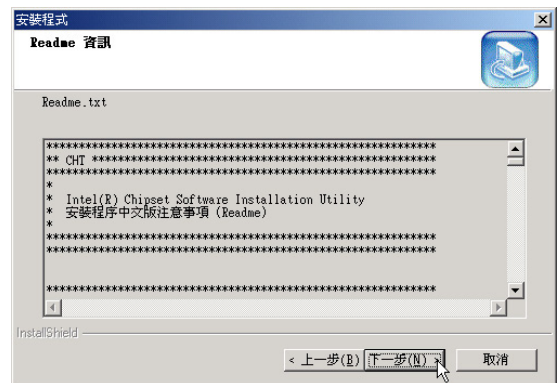 安裝程式
Readme 資訊
Readme.txt
************************************************************
** CHT *****************************************************
************************************************************
*
*  Intel(R) Chipset Software Installation Utility
*  安裝程序中文版注意事項 (Readme)
*
************************************************************
************************************************************
************************************************************
InstallShield
< 上一步(B)
下一步(N) >
取消